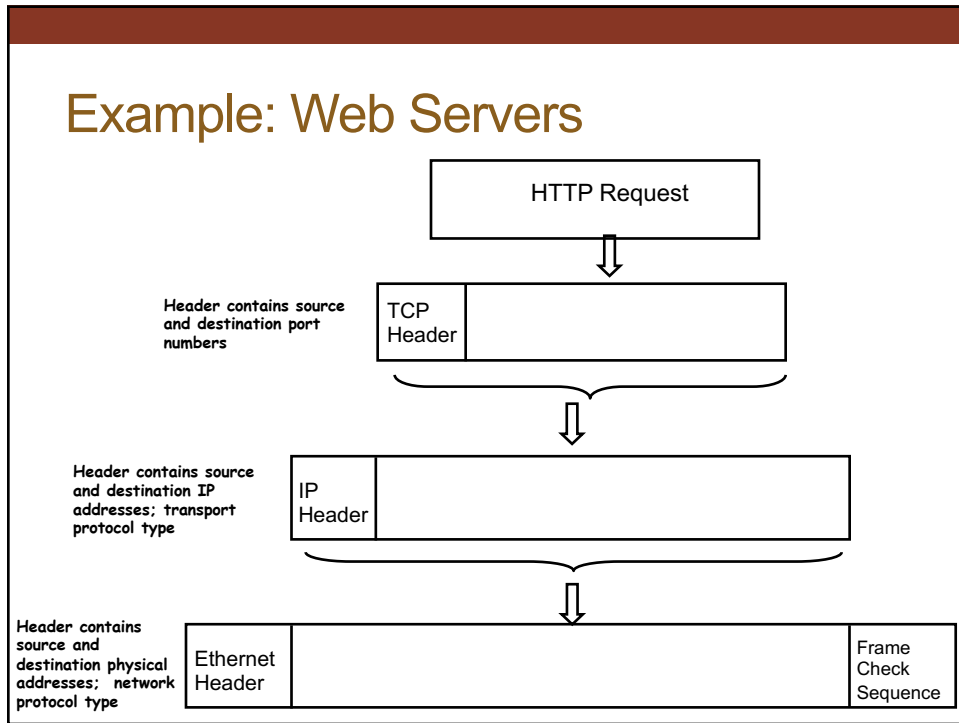 Example: Web Servers
HTTP Request
Header contains source
and destination port
numbers
TCP
Header
Header contains source
and destination IP
addresses; transport
protocol type
IP
Header
Header contains
source and
destination physical
addresses; network
protocol type
Ethernet
Header
Frame
Check
Sequence